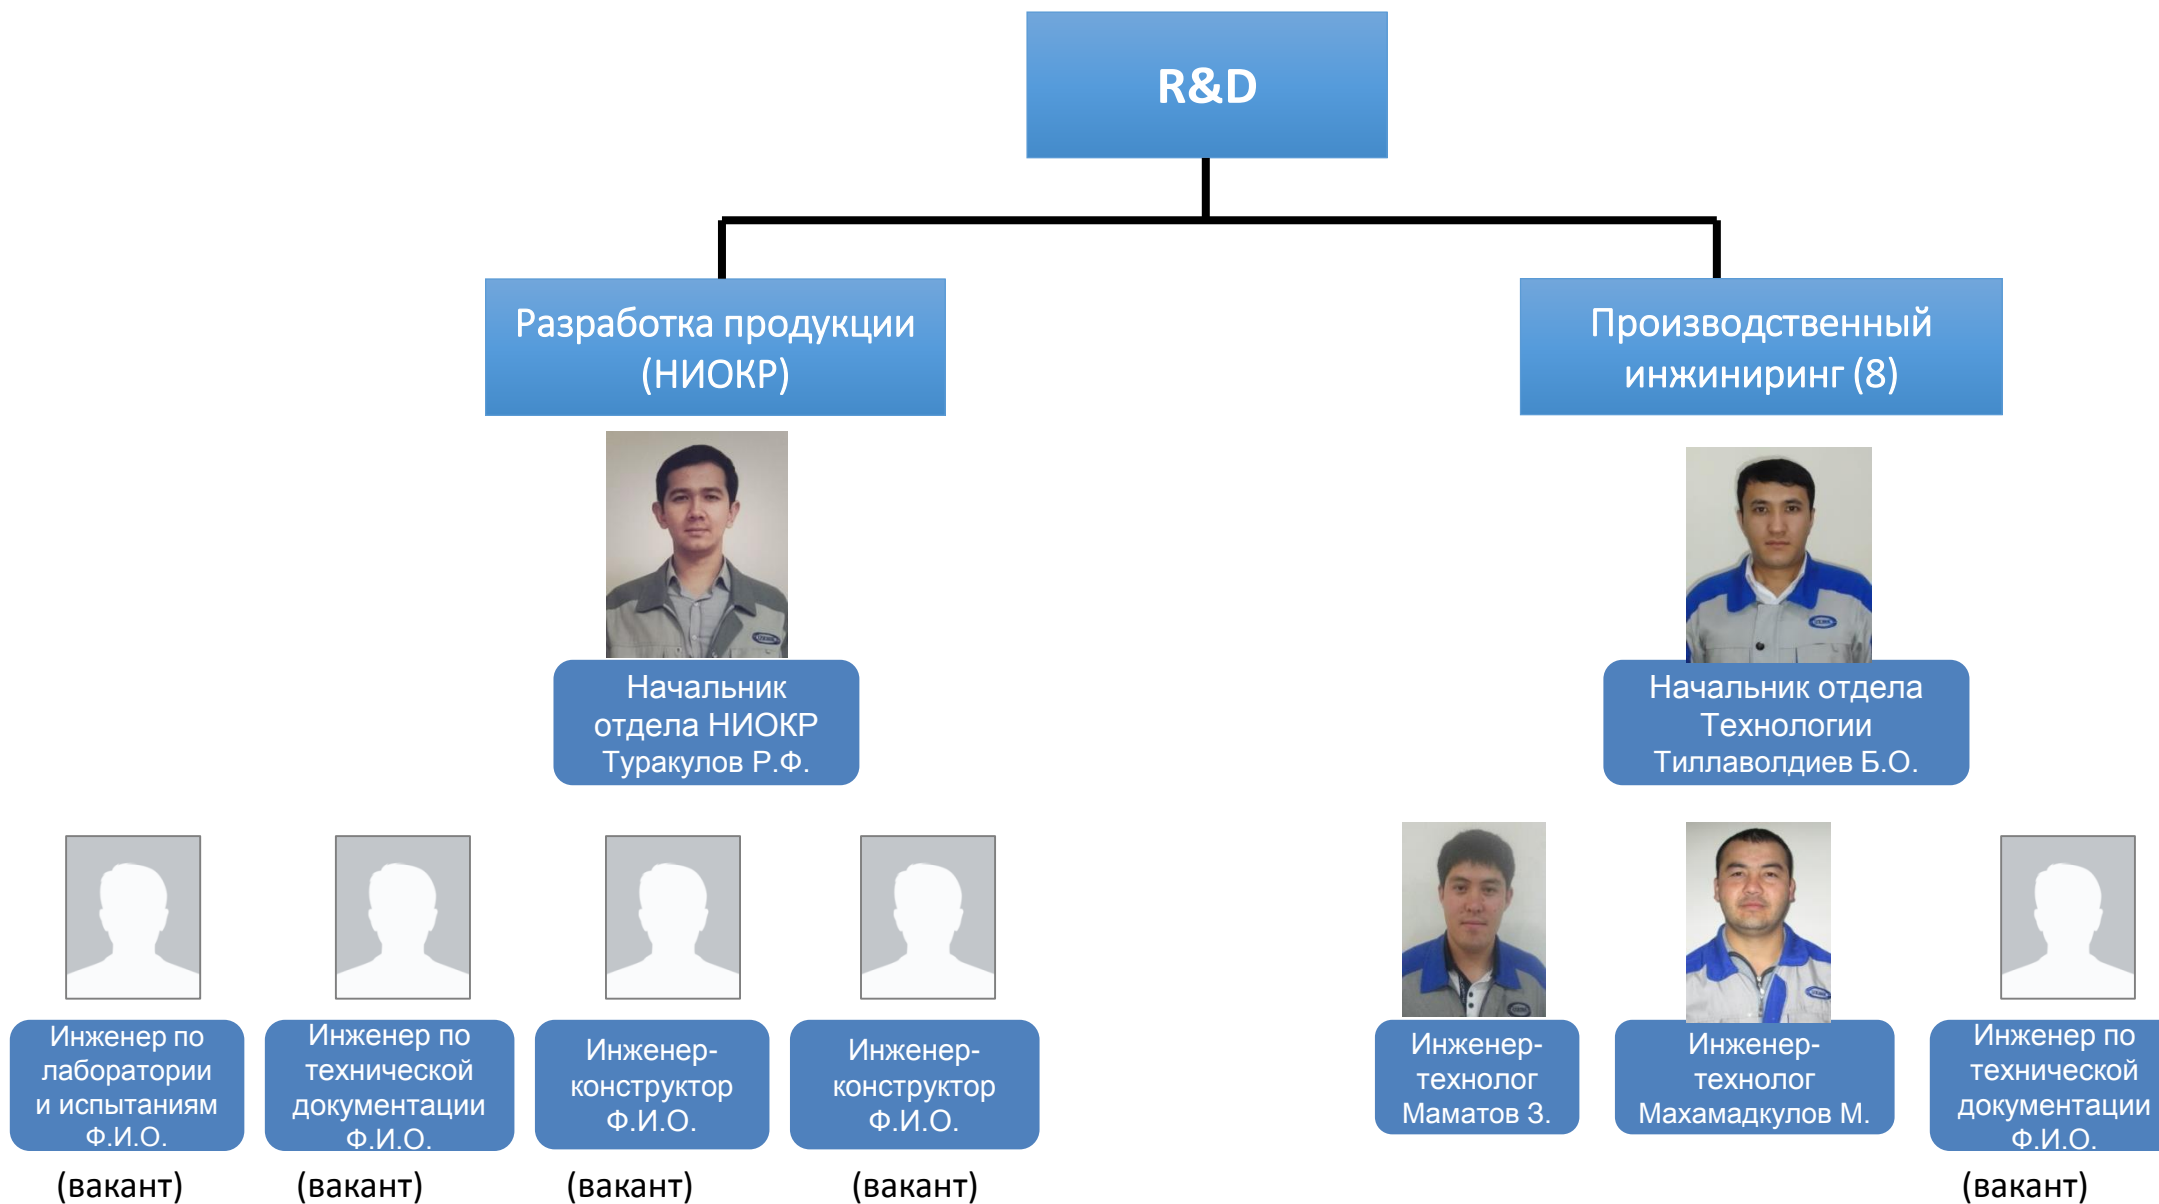 R&D
Разработка продукции
(НИОКР)
Производственный
инжиниринг (8)
Начальник
отдела НИОКР
Туракулов Р.Ф.
Начальник отдела
Технологии
Тиллаволдиев Б.О.
Инженер по
лаборатории
и испытаниям
Ф.И.О.
(вакант)
Инженер по
технической
документации
Ф.И.О.
(вакант)
Инженер-
конструктор
Ф.И.О.
(вакант)
Инженер-
конструктор
Ф.И.О.
(вакант)
Инженер-
технолог
Маматов З.
Инженер-
технолог
Махамадкулов М.
Инженер по
технической
документации
Ф.И.О.
(вакант)